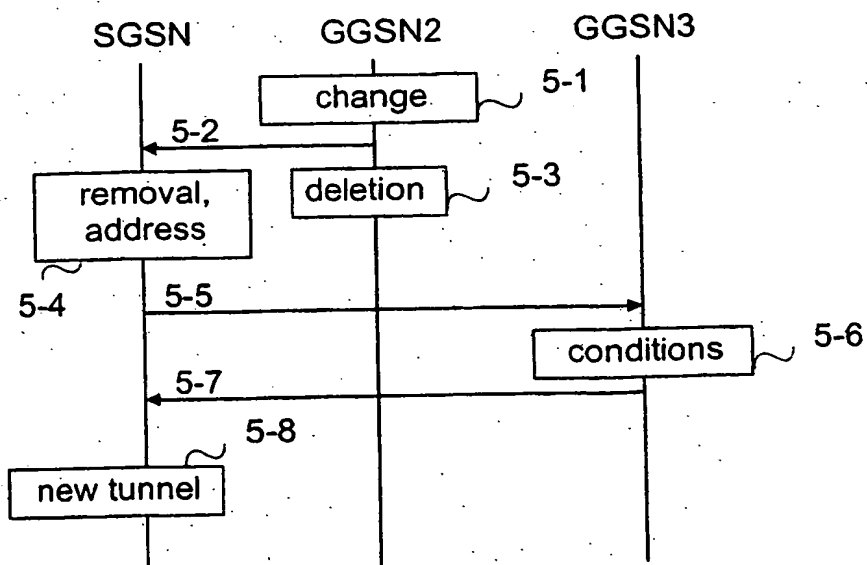 SGSN
GGSN2
GGSN3
change
5-1
5-2
removal,
address
deletion
5-3
5-4
5-5
conditions
5-6
5-7
5-8
new tunnel